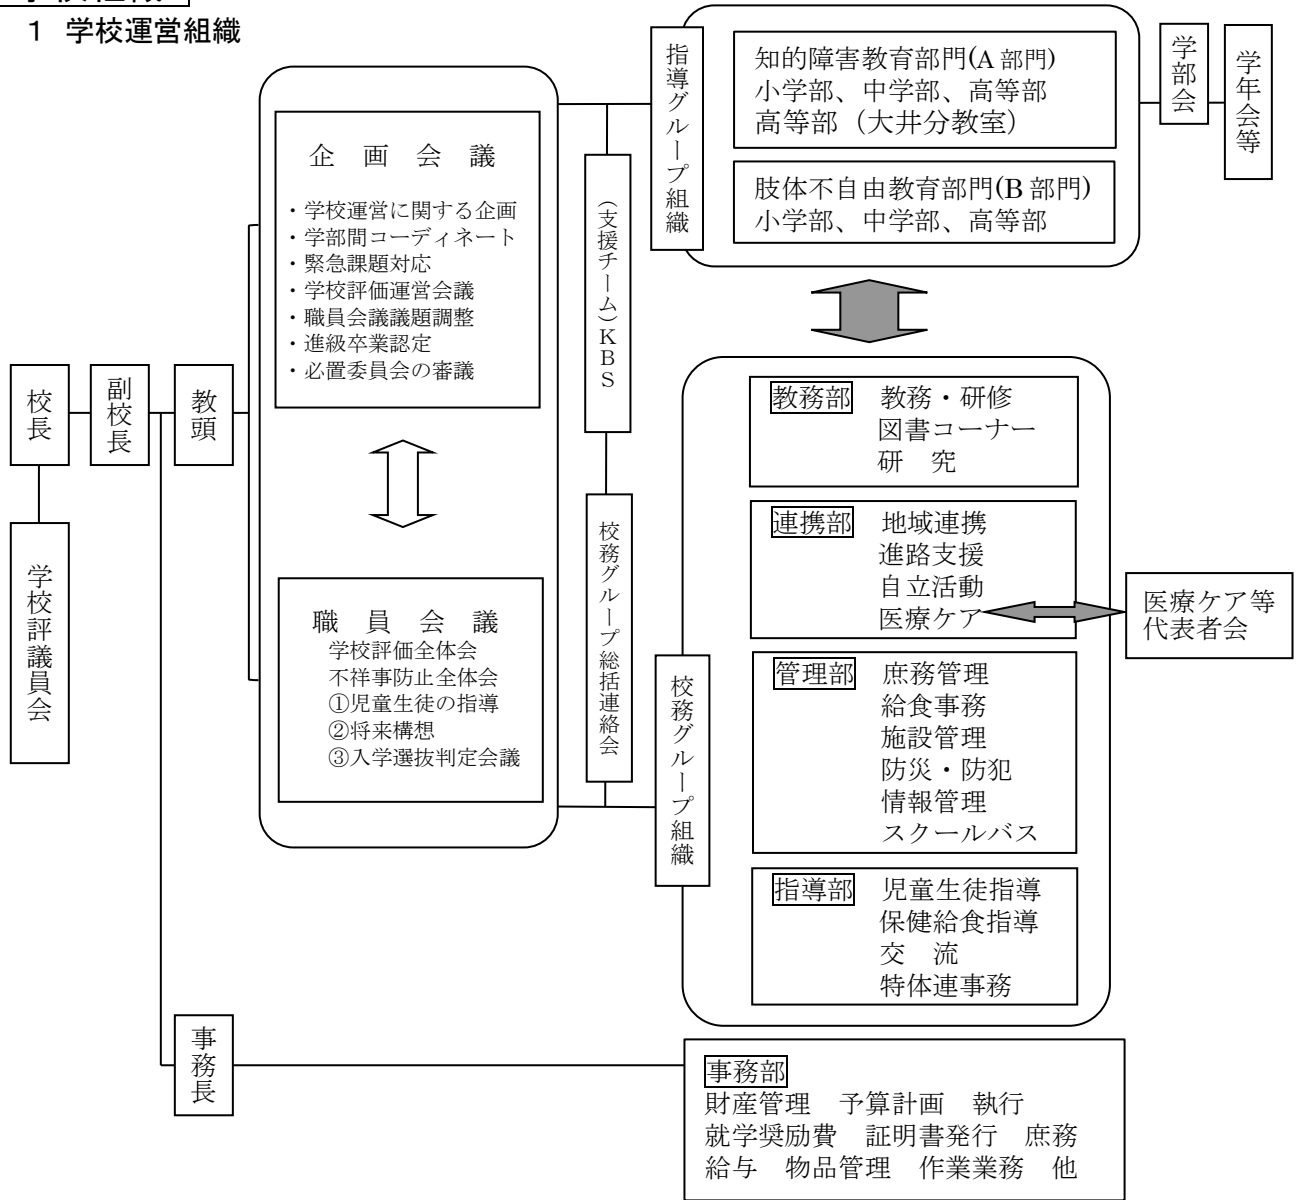 1 学校運営組織
校長
副校長
教頭
学校評議員会
企 画 会 議
・学校運営に関する企画
・学部間コーディネート
・緊急課題対応
・学校評価運営会議
・職員会議議題調整
・進級卒業認定
・必置委員会の審議
職 員 会 議
学校評価全体会
不祥事防止全体会
①児童生徒の指導
②将来構想
③入学選抜判定会議
(支援チーム)KBS
校務グループ総括連絡会
指導グループ組織
知的障害教育部門(A 部門)
小学部、中学部、高等部
高等部（大井分教室）
肢体不自由教育部門(B 部門)
小学部、中学部、高等部
学部会
学年会等
校務グループ組織
教務部 教務・研修
図書コーナー
研 究
連携部 地域連携
進路支援
自立活動
医療ケア
医療ケア等
代表者会
管理部 庶務管理
給食事務
施設管理
防災・防犯
情報管理
スクールバス
指導部 児童生徒指導
保健給食指導
交 流
特体連事務
事務長
事務部
財産管理 予算計画 執行
就学奨励費 証明書発行 庶務
給与 物品管理 作業業務 他